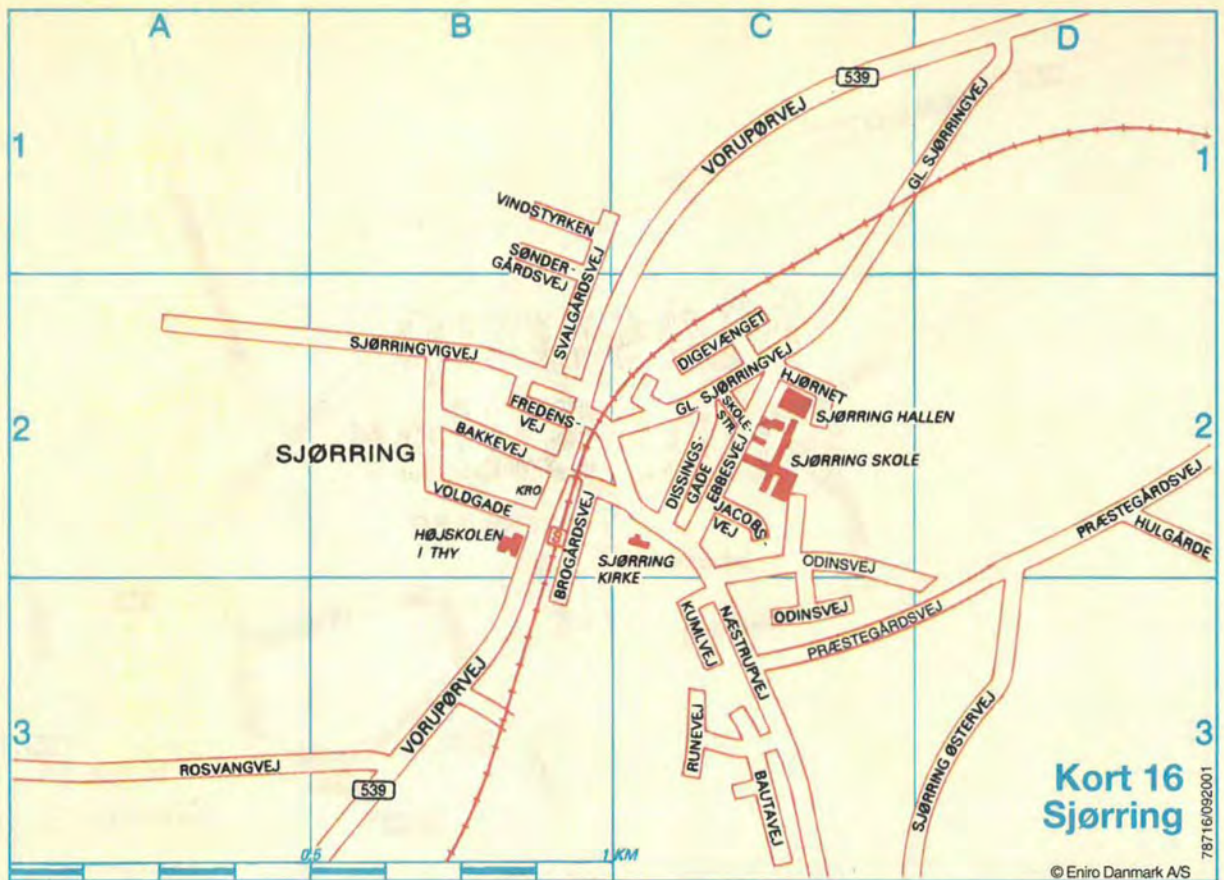 A
B
C
D
539
VORUPØRVEJ
GL. SJØRRINGVEJ
1
1
VINDSTYRKEN
SØNDER-
GÅRDSVEJ
SVALGÅRDSVEJ
SJØRRINGVIGVEJ
DIGEVÆNGET
GL. SJØRRINGVEJ
HJØRNET
SJØRRING HALLEN
SKOLE-
STR.
FREDENS-
VEJ
BAKKEVEJ
2
2
SJØRRING
DISSINGS-
GADE
EBBESVEJ
SJØRRING SKOLE
KRO
VOLDGADE
JACOBS-
VEJ
PRÆSTEGÅRDSVEJ
HULGÅRDE
HØJSKOLEN
I THY
S
BROGÅRDSVEJ
SJØRRING
KIRKE
ODINSVEJ
ODINSVEJ
KUMLVEJ
NÆSTRUPVEJ
PRÆSTEGÅRDSVEJ
VORUPØRVEJ
RUNEVEJ
BAUTAVEJ
SJØRRING ØSTERVEJ
3
3
ROSVANGVEJ
539
Kort 16
Sjørring
78716/092001
0,5
1 KM
© Eniro Danmark A/S